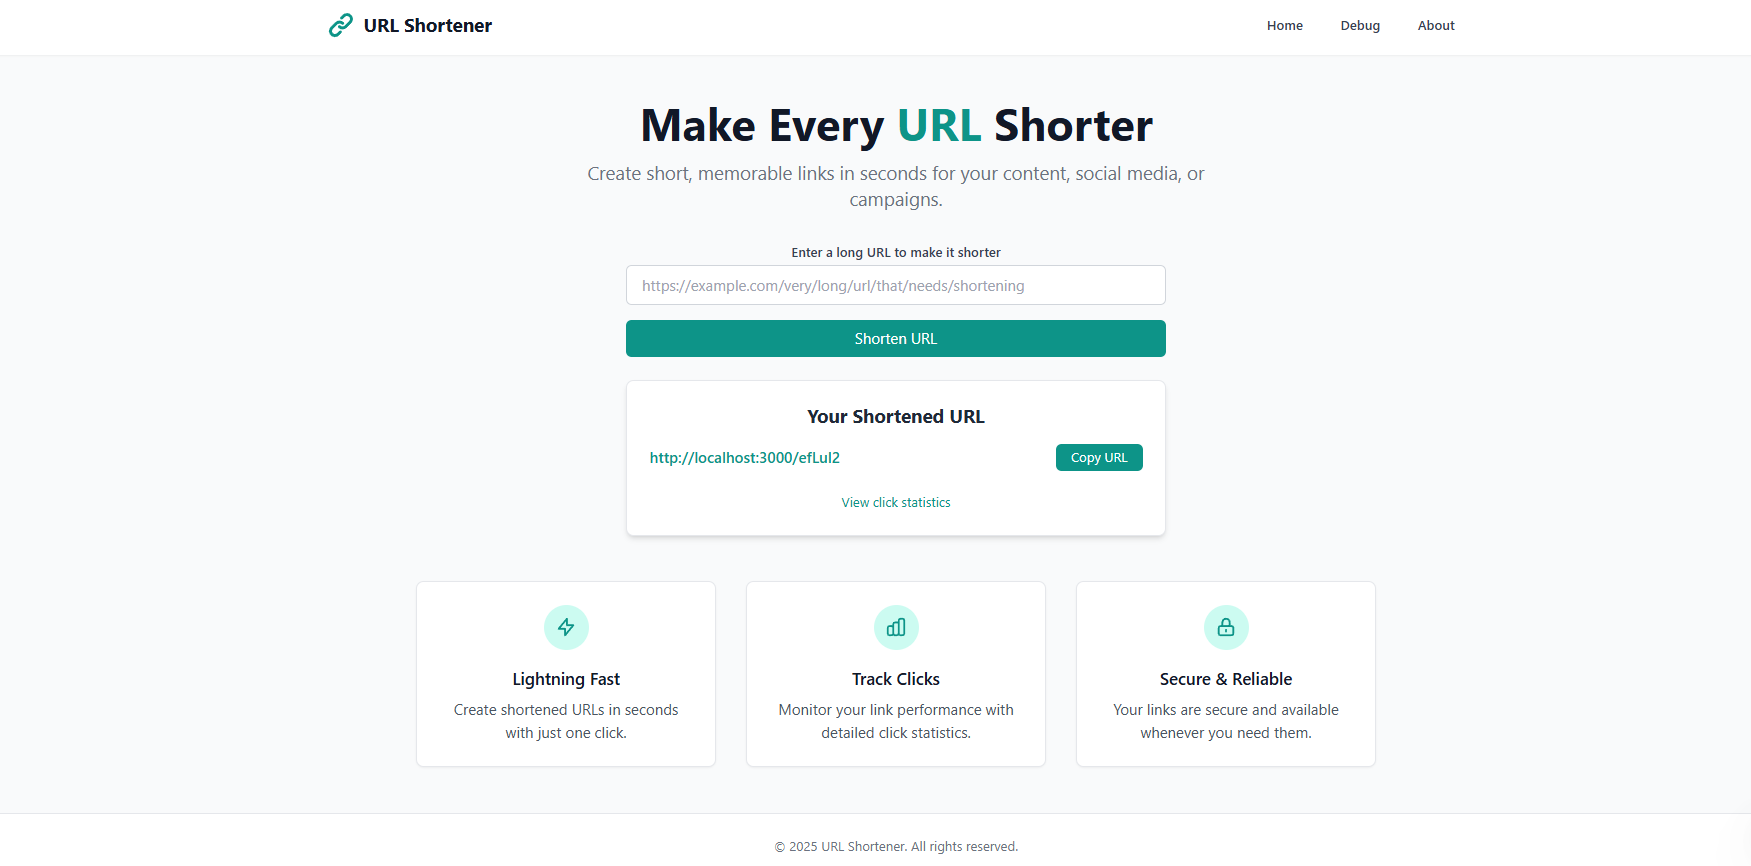 URL Shortener
Home
Debug
About
Make Every URL Shorter
Create short, memorable links in seconds for your content, social media, or
campaigns.
Enter a long URL to make it shorter
https://example.com/very/long/url/that/needs/shortening
Shorten URL
Your Shortened URL
http://localhost:3000/efLuI2
Copy URL
View click statistics
Lightning Fast
Create shortened URLs in seconds
with just one click.
Track Clicks
Monitor your link performance with
detailed click statistics.
Secure & Reliable
Your links are secure and available
whenever you need them.
© 2025 URL Shortener. All rights reserved.